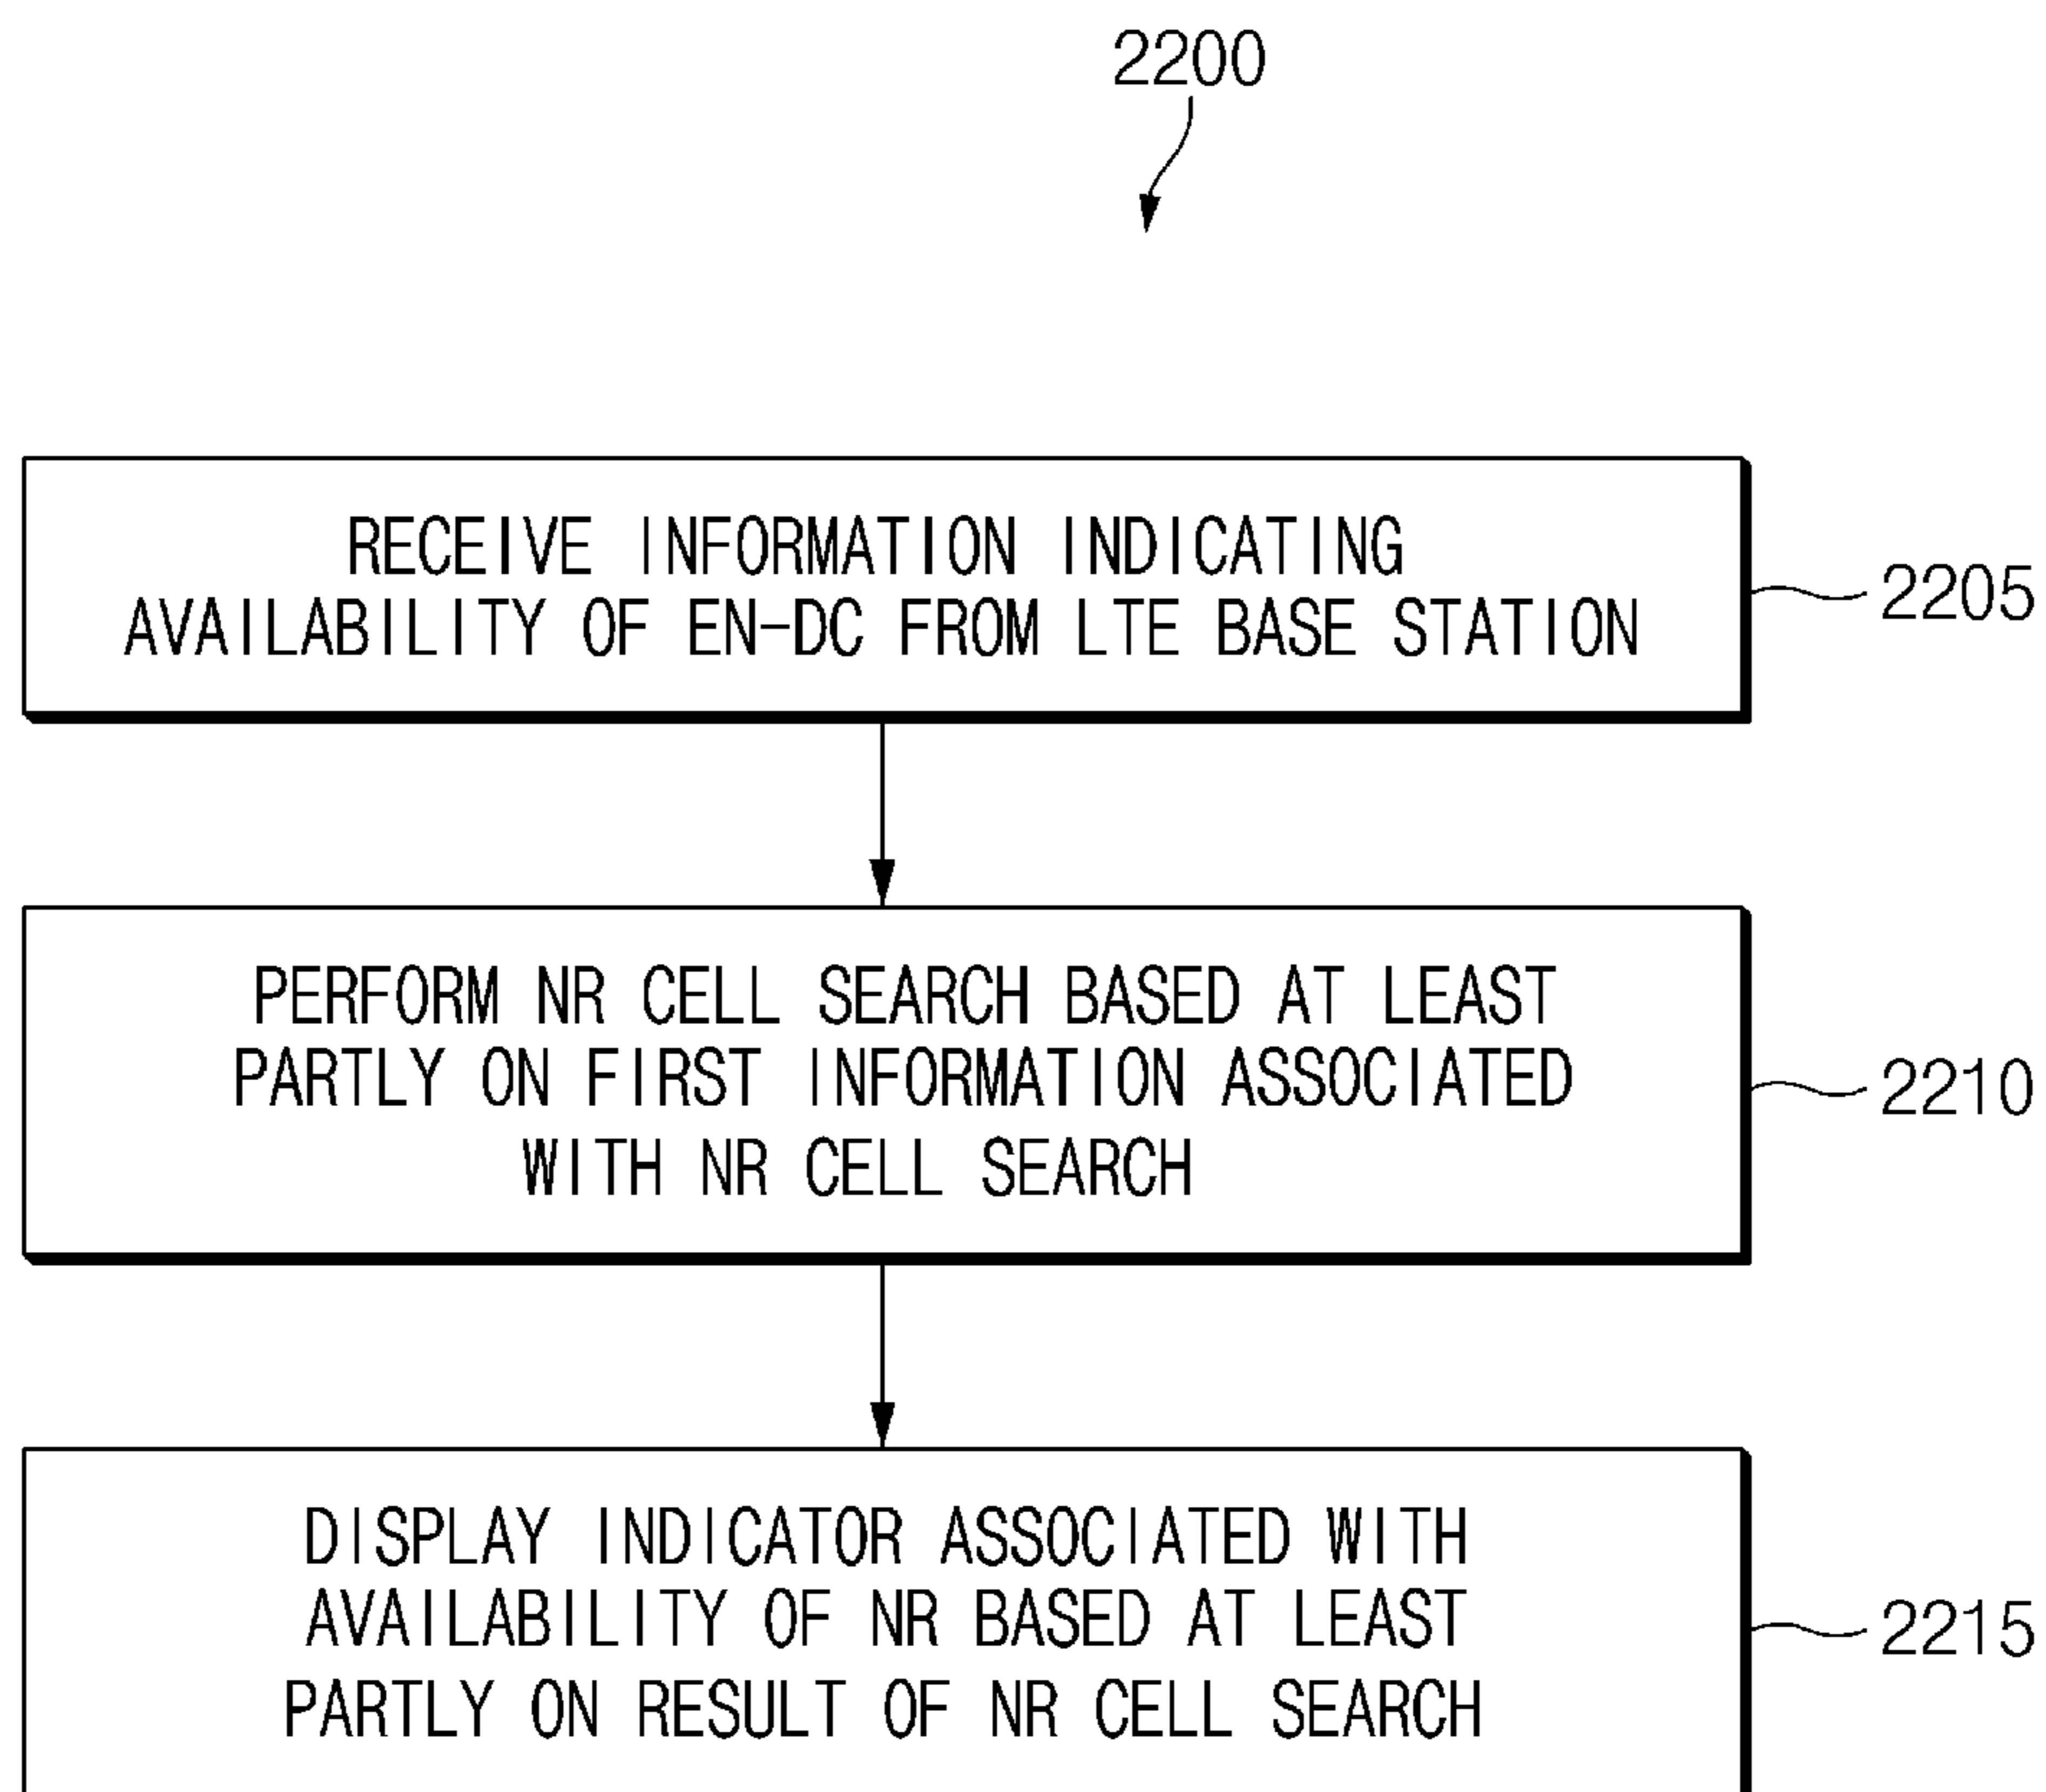 2200
RECEIVE INFORMATION INDICATING
AVAILABILITY OF EN-DC FROM LTE BASE STATION
2205
PERFORM NR CELL SEARCH BASED AT LEAST
PARTLY ON FIRST INFORMATION ASSOCIATED
WITH NR CELL SEARCH
2210
DISPLAY INDICATOR ASSOCIATED WITH
AVAILABILITY OF NR BASED AT LEAST
PARTLY ON RESULT OF NR CELL SEARCH
2215